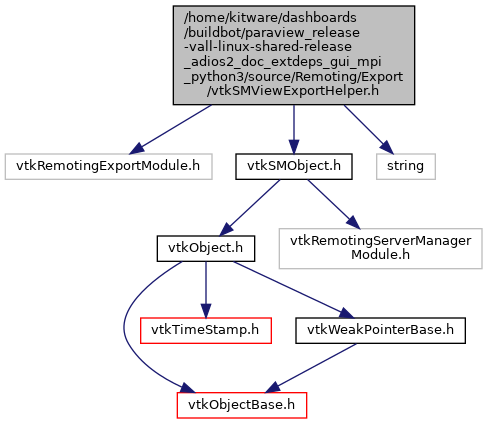 /home/kitware/dashboards
/buildbot/paraview_release
-vall-linux-shared-release
_adios2_doc_extdeps_gui_mpi
_python3/source/Remoting/Export
/vtkSMViewExportHelper.h
vtkRemotingExportModule.h
vtkSMObject.h
string
vtkObject.h
vtkRemotingServerManager
Module.h
vtkTimeStamp.h
vtkWeakPointerBase.h
vtkObjectBase.h